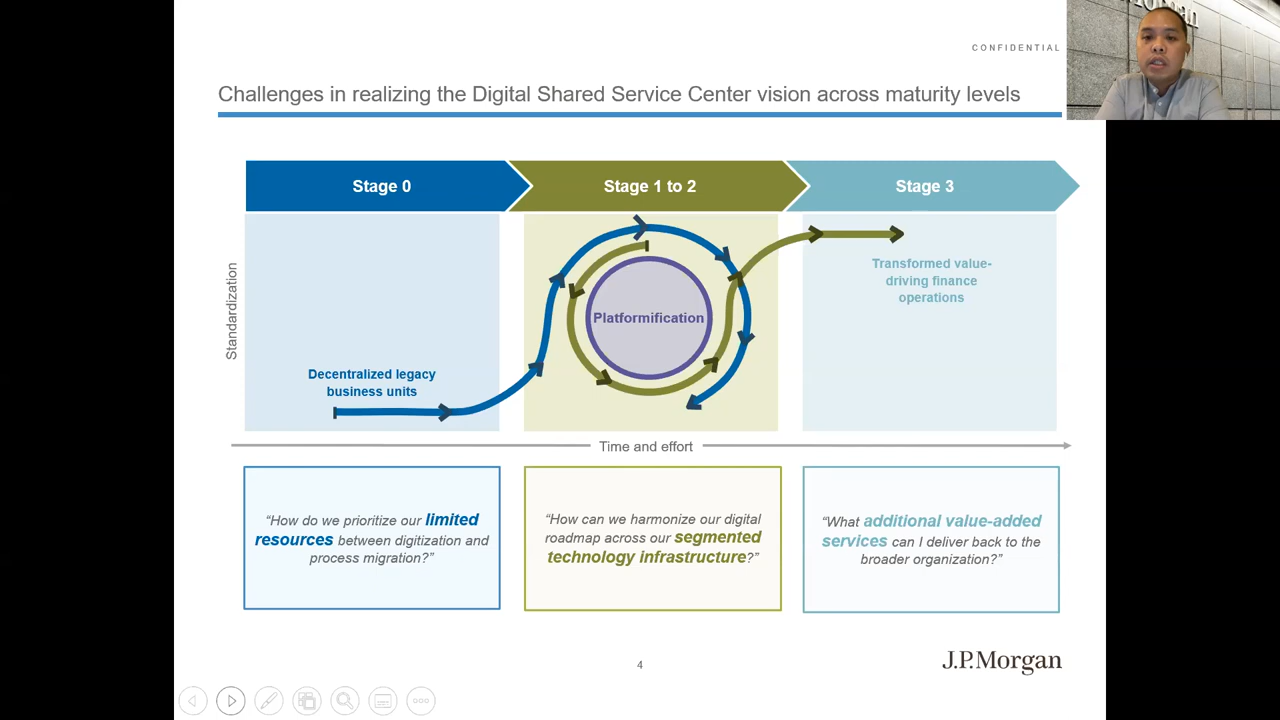 CONFIDENTIAL
Challenges in realizing the Digital Shared Service Center vision across maturity levels
Stage 0
Stage 1 to 2
Stage 3
Standardization
Decentralized legacy
business units
Platformification
Transformed value-
driving finance
operations
Time and effort
“How do we prioritize our limited
resources between digitization and
process migration?”
“How can we harmonize our digital
roadmap across our segmented
technology infrastructure?”
“What additional value-added
services can I deliver back to the
broader organization?”
4
J.P.Morgan